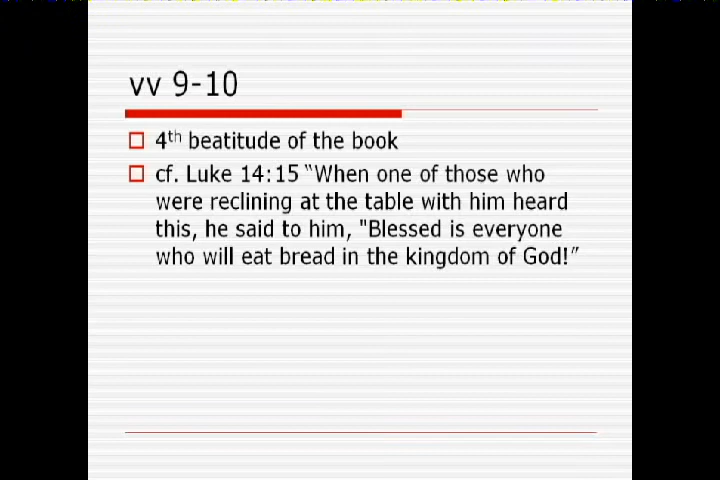 vv 9-10
4th beatitude of the book
cf. Luke 14:15 “When one of those who
were reclining at the table with him heard
this, he said to him, "Blessed is everyone
who will eat bread in the kingdom of God!”